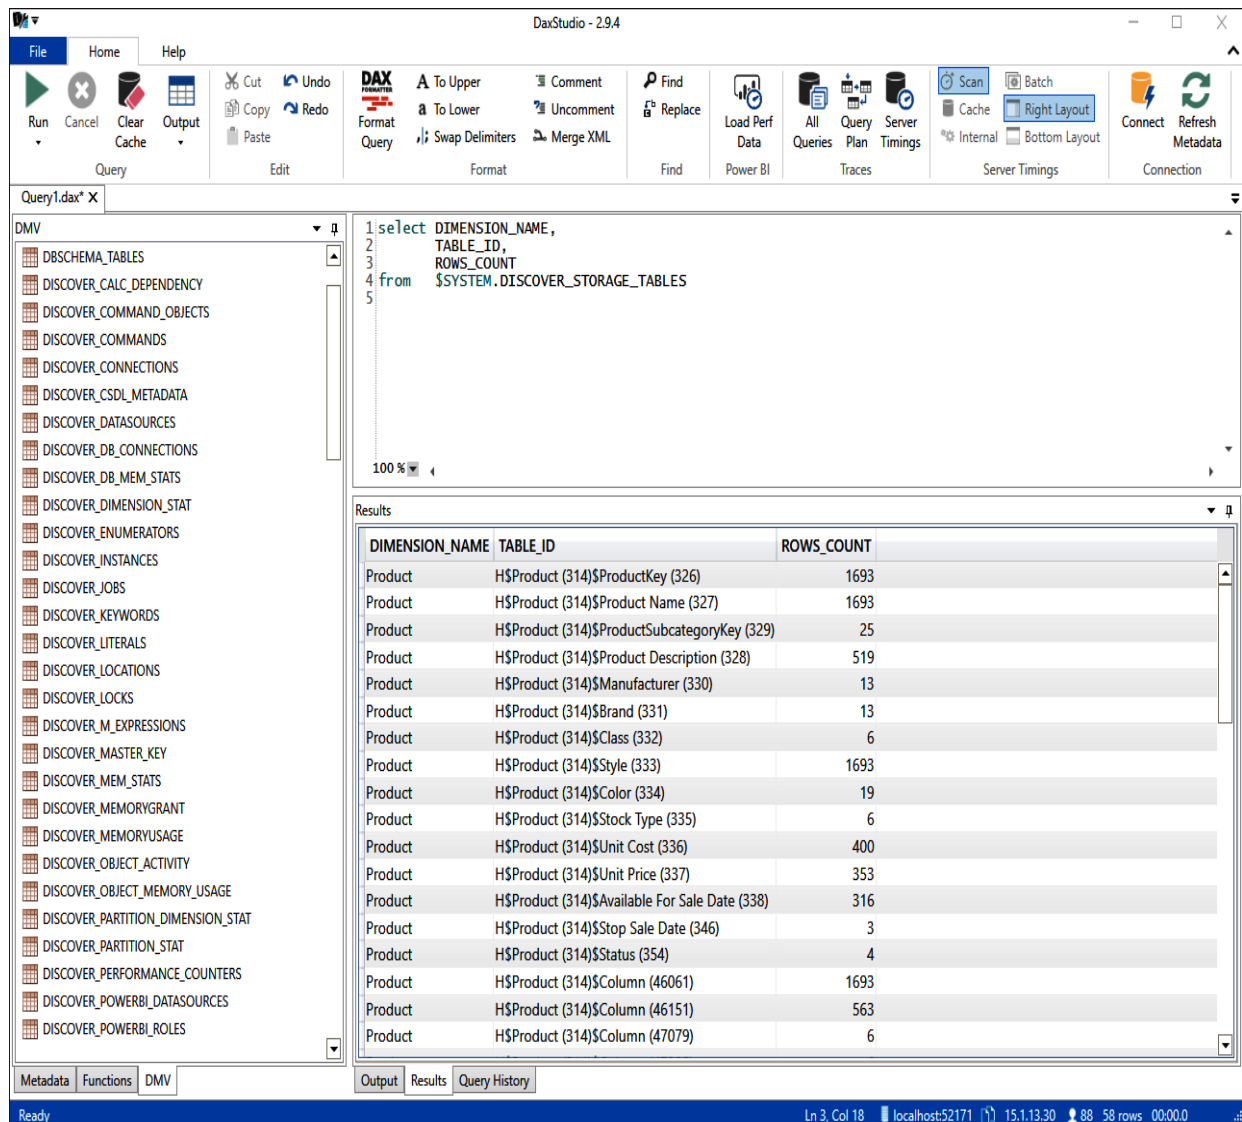 DaxStudio - 2.9.4
File Home Help
Run
Cancel
Clear Cache
Output
Query
Cut
Copy
Paste
Undo
Redo
Edit
DAX FORMATTER
Format Query
To Upper
To Lower
Swap Delimiters
Comment
Uncomment
Merge XML
Format
Find
Replace
Find
Load Perf Data
Power BI
All Queries
Query Plan
Server Timings
Traces
Scan
Cache
Internal
Batch
Right Layout
Bottom Layout
Server Timings
Connect
Refresh Metadata
Connection
Query1.dax* X
DMV
DBSCHEMA_TABLES
DISCOVER_CALC_DEPENDENCY
DISCOVER_COMMAND_OBJECTS
DISCOVER_COMMANDS
DISCOVER_CONNECTIONS
DISCOVER_CSDL_METADATA
DISCOVER_DATASOURCES
DISCOVER_DB_CONNECTIONS
DISCOVER_DB_MEM_STATS
DISCOVER_DIMENSION_STAT
DISCOVER_ENUMERATORS
DISCOVER_INSTANCES
DISCOVER_JOBS
DISCOVER_KEYWORDS
DISCOVER_LITERALS
DISCOVER_LOCATIONS
DISCOVER_LOCKS
DISCOVER_M_EXPRESSIONS
DISCOVER_MASTER_KEY
DISCOVER_MEM_STATS
DISCOVER_MEMORYGRANT
DISCOVER_MEMORYUSAGE
DISCOVER_OBJECT_ACTIVITY
DISCOVER_OBJECT_MEMORY_USAGE
DISCOVER_PARTITION_DIMENSION_STAT
DISCOVER_PARTITION_STAT
DISCOVER_PERFORMANCE_COUNTERS
DISCOVER_POWERBI_DATASOURCES
DISCOVER_POWERBI_ROLES
Metadata Functions DMV
1 select DIMENSION_NAME,
2 TABLE_ID,
3 ROWS_COUNT
4 from $SYSTEM.DISCOVER_STORAGE_TABLES
5
100 %
Results
DIMENSION_NAME TABLE_ID ROWS_COUNT
Product H$Product (314)$ProductKey (326) 1693
Product H$Product (314)$Product Name (327) 1693
Product H$Product (314)$ProductSubcategoryKey (329) 25
Product H$Product (314)$Product Description (328) 519
Product H$Product (314)$Manufacturer (330) 13
Product H$Product (314)$Brand (331) 13
Product H$Product (314)$Class (332) 6
Product H$Product (314)$Style (333) 1693
Product H$Product (314)$Color (334) 19
Product H$Product (314)$Stock Type (335) 6
Product H$Product (314)$Unit Cost (336) 400
Product H$Product (314)$Unit Price (337) 353
Product H$Product (314)$Available For Sale Date (338) 316
Product H$Product (314)$Stop Sale Date (346) 3
Product H$Product (314)$Status (354) 4
Product H$Product (314)$Column (46061) 1693
Product H$Product (314)$Column (46151) 563
Product H$Product (314)$Column (47079) 6
Output Results Query History
Ready Ln 3, Col 18 localhost:52171 15.1.13.30 88 58 rows 00:00.0